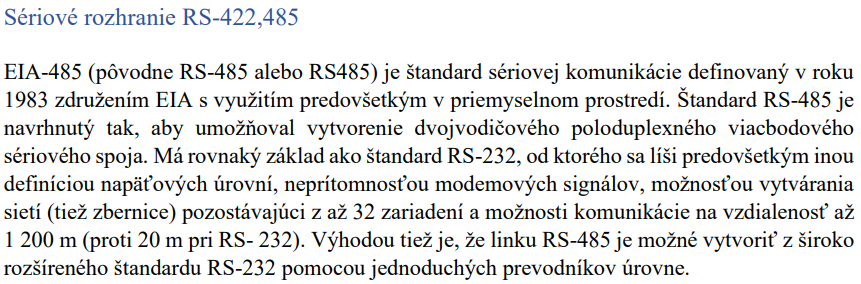 Sériové rozhranie RS-422,485
EIA-485 (pôvodne RS-485 alebo RS485) je štandard sériovej komunikácie definovaný v roku
1983 združením EIA s využitím predovšetkým v priemyselnom prostredí. Štandard RS-485 je
navrhnutý tak, aby umožňoval vytvorenie dvojvodičového poloduplexného viacbodového
sériového spoja. Má rovnaký základ ako štandard RS-232, od ktorého sa líši predovšetkým inou
definíciou napäťových úrovní, neprítomnosťou modemových signálov, možnosťou vytvárania
sietí (tiež zbernice) pozostávajúci z až 32 zariadení a možnosti komunikácie na vzdialenosť až
1 200 m (proti 20 m pri RS- 232). Výhodou tiež je, že linku RS-485 je možné vytvoriť z široko
rozšíreného štandardu RS-232 pomocou jednoduchých prevodníkov úrovne.